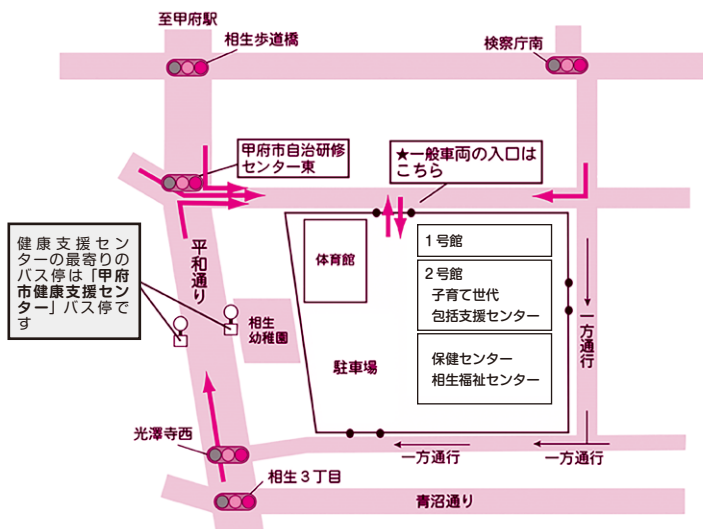 至甲府駅
相生歩道橋
検察庁南
甲府市自治研修
センター東
★一般車両の入口は
こちら
健康支援セン
ターの最寄りの
バス停は「甲府
市健康支援セン
ター」バス停で
す
平和通り
体育館
1号館
2号館
子育て世代
包括支援センター
相生
幼稚園
駐車場
保健センター
相生福祉センター
一方通行
光澤寺西
一方通行
一方通行
相生3丁目
青沼通り